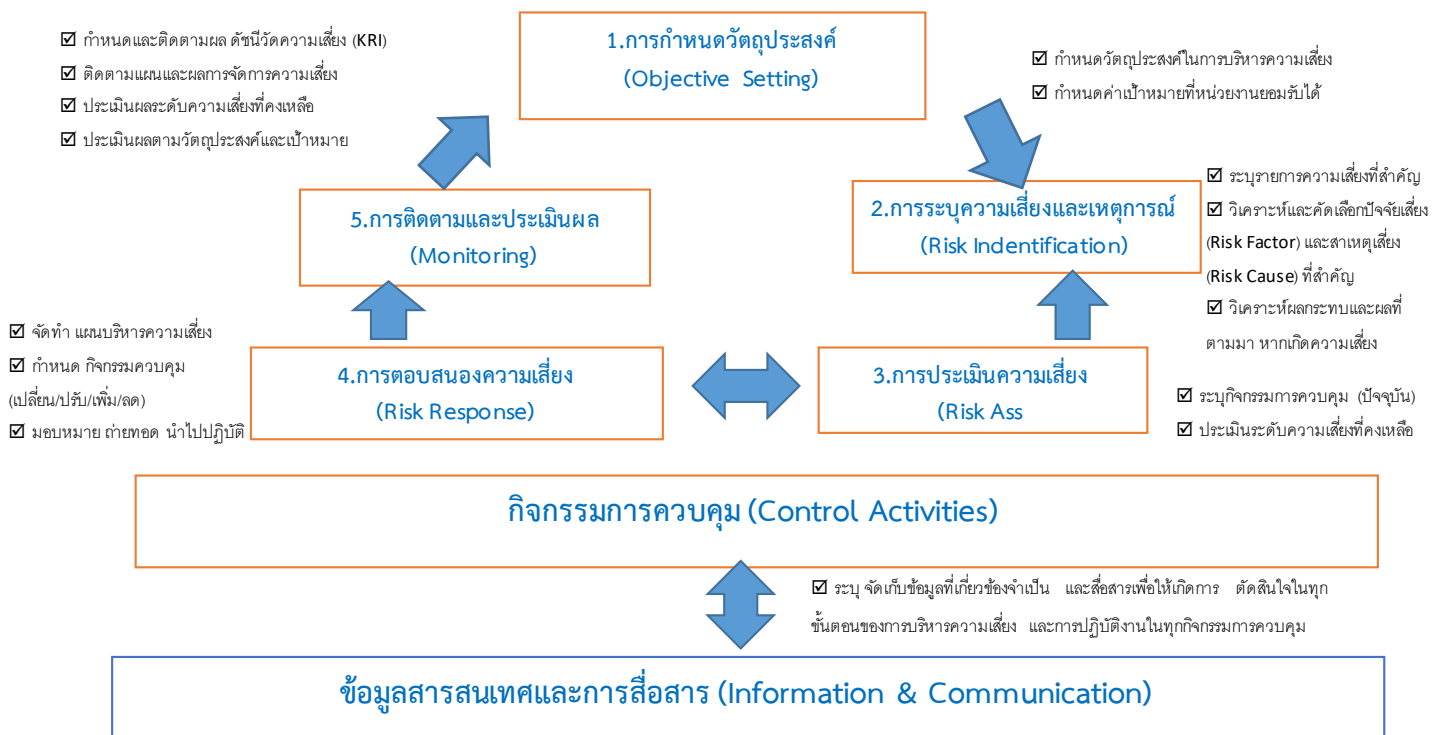 1.การกำหนดวัตถุประสงค์
(Objective Setting)
☑ กำหนดและติดตามผล ดัชนีวัดความเสี่ยง (KRI)
☑ ติดตามแผนและผลการจัดการความเสี่ยง
☑ ประเมินผลระดับความเสี่ยงที่คงเหลือ
☑ ประเมินผลตามวัตถุประสงค์และเป้าหมาย
☑ กำหนดวัตถุประสงค์ในการบริหารความเสี่ยง
☑ กำหนดค่าเป้าหมายที่หน่วยงานยอมรับได้
5.การติดตามและประเมินผล
(Monitoring)
2.การระบุความเสี่ยงและเหตุการณ์
(Risk Indentification)
☑ ระบุรายการความเสี่ยงที่สำคัญ
☑ วิเคราะห์และคัดเลือกปัจจัยเสี่ยง
(Risk Factor) และสาเหตุเสี่ยง
(Risk Cause) ที่สำคัญ
☑ วิเคราะห์ผลกระทบและผลที่
ตามมา หากเกิดความเสี่ยง
☑ จัดทำ แผนบริหารความเสี่ยง
☑ กำหนด กิจกรรมควบคุม
(เปลี่ยน/ปรับ/เพิ่ม/ลด)
☑ มอบหมาย ถ่ายทอด นำไปปฏิบัติ
4.การตอบสนองความเสี่ยง
(Risk Response)
3.การประเมินความเสี่ยง
(Risk Ass
☑ ระบุกิจกรรมการควบคุม (ปัจจุบัน)
☑ ประเมินระดับความเสี่ยงที่คงเหลือ
กิจกรรมการควบคุม (Control Activities)
☑ ระบุ จัดเก็บข้อมูลที่เกี่ยวข้องจำเป็น และสื่อสารเพื่อให้เกิดการ ตัดสินใจในทุก
ขั้นตอนของการบริหารความเสี่ยง และการปฏิบัติงานในทุกกิจกรรมการควบคุม
ข้อมูลสารสนเทศและการสื่อสาร (Information & Communication)